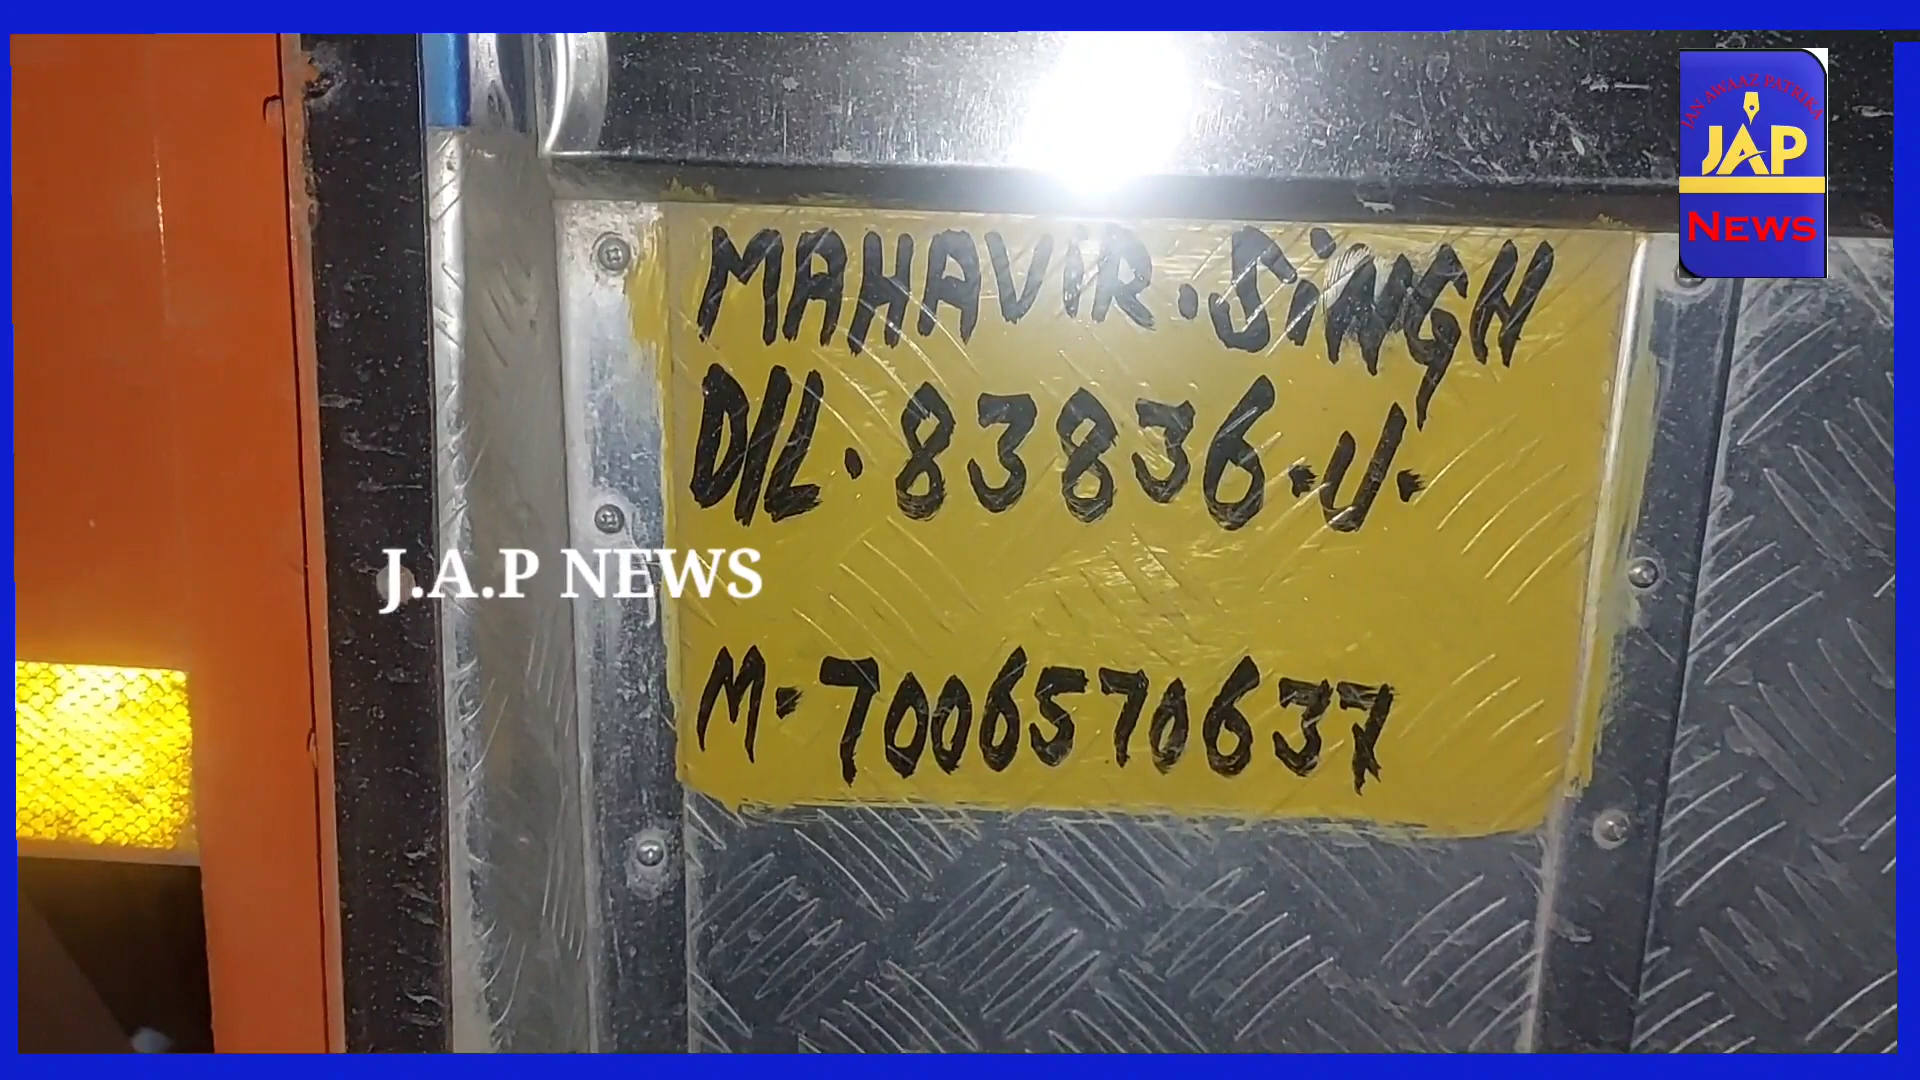 JAN AWAAZ PATRIKA
JAP
NEWS
MAHAVIR.SiNGH
D/L.83836.U.
J.A.P NEWS
M-7006570637